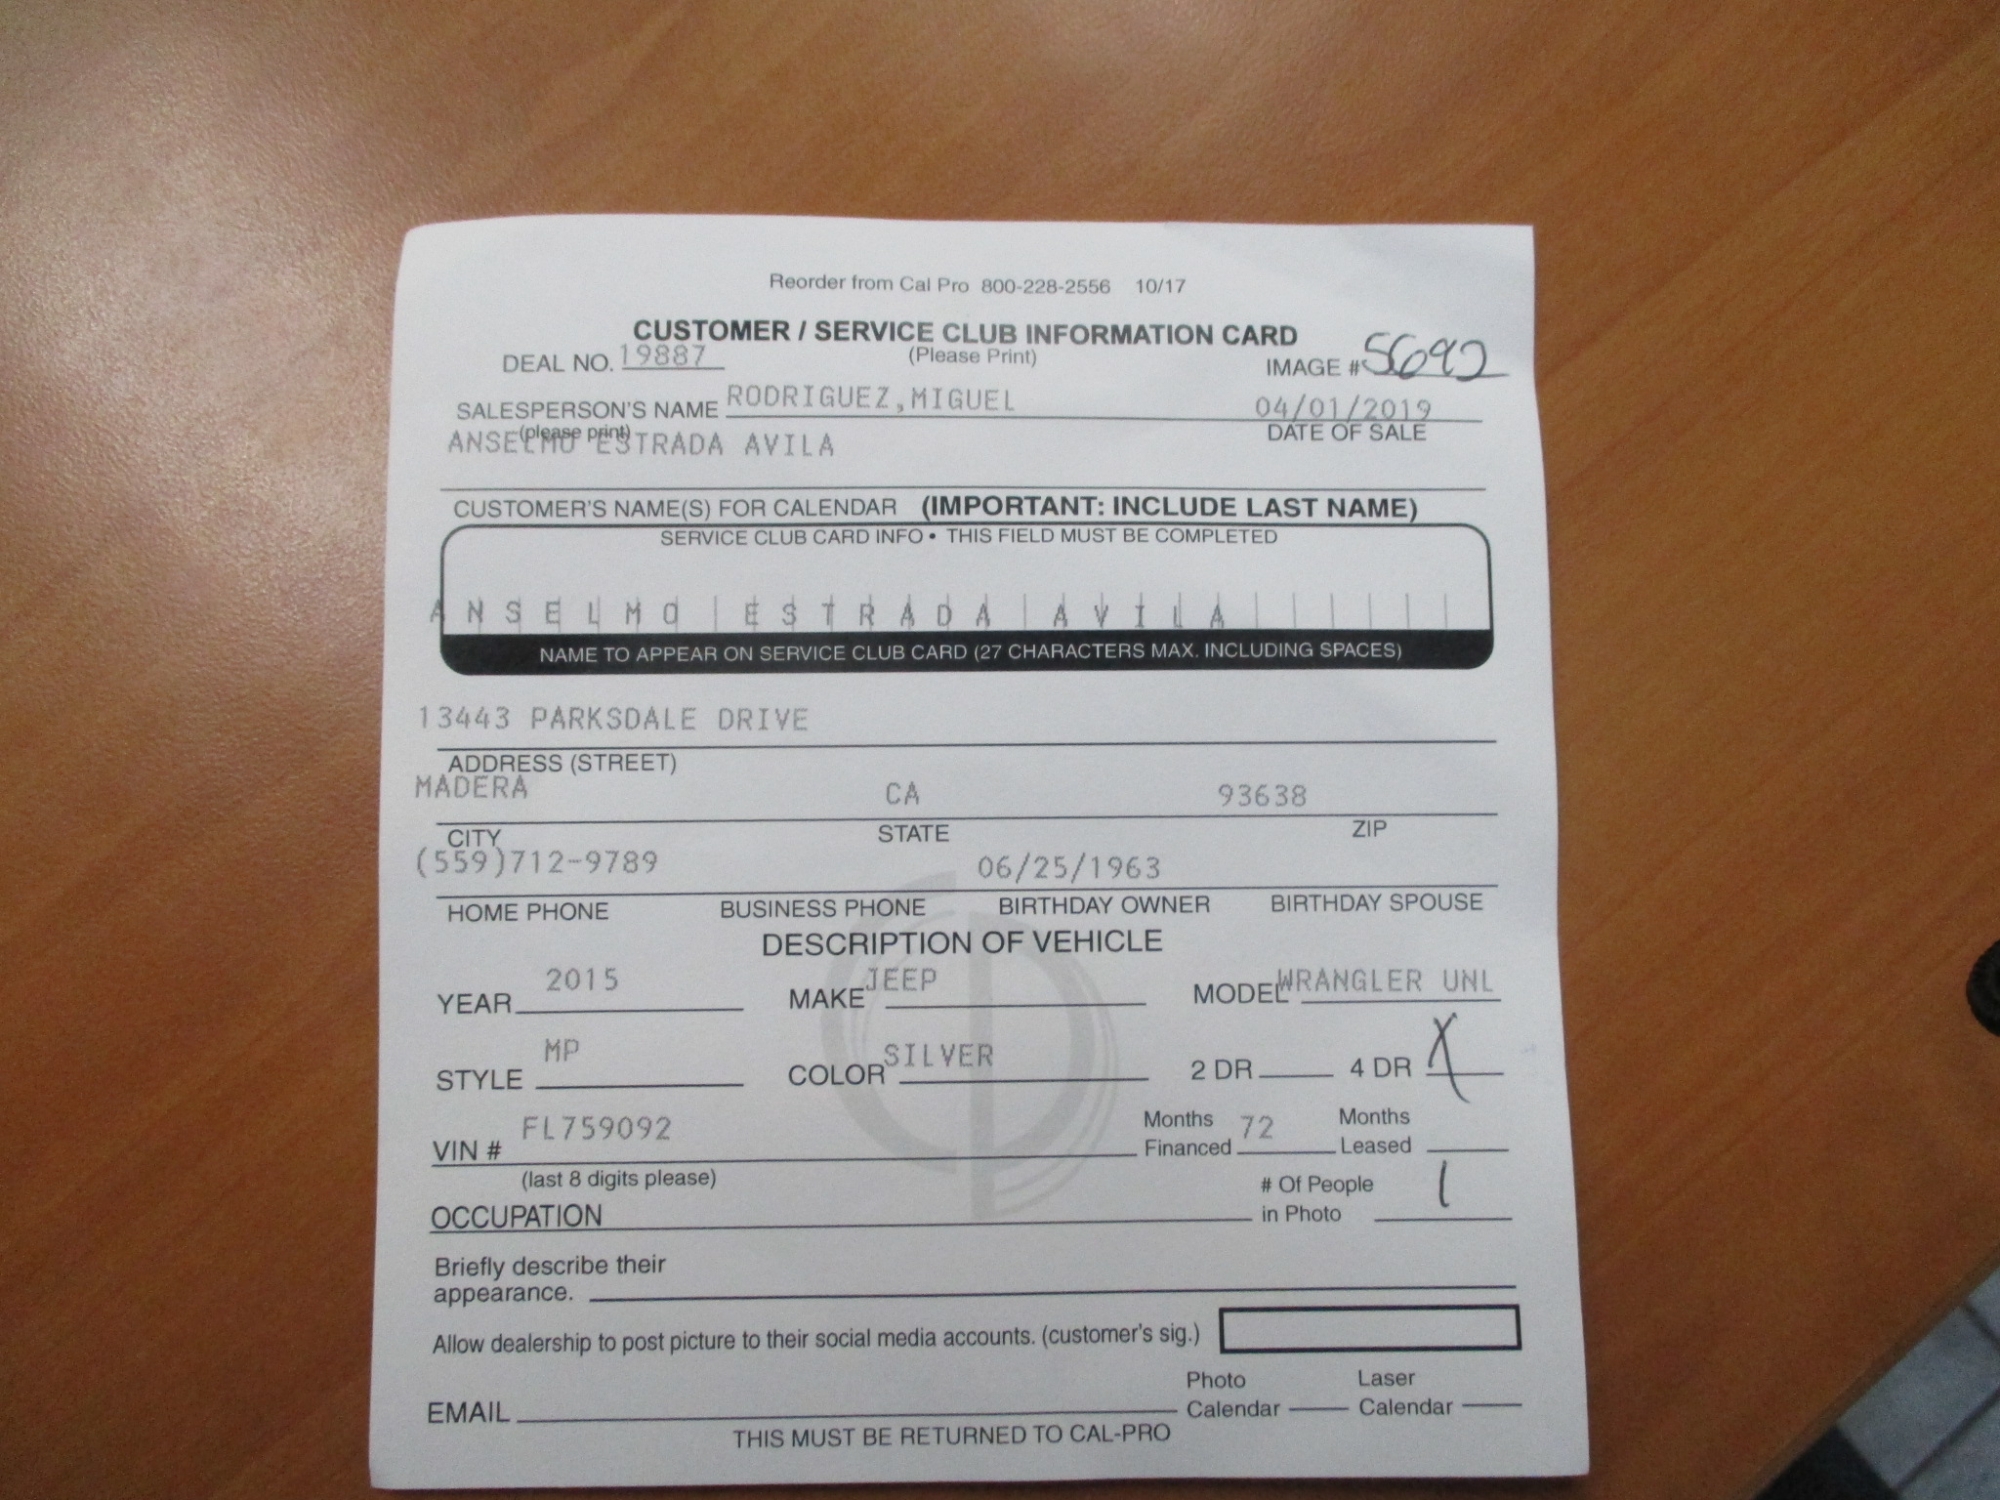 Reorder from Cal Pro 800-228-2556 10/17
CUSTOMER / SERVICE CLUB INFORMATION CARD
DEAL NO. 19887 (Please Print) IMAGE # 5692
SALESPERSON'S NAME RODRIGUEZ,MIGUEL 04/01/2019
(please print) DATE OF SALE
ANSELMO ESTRADA AVILA
CUSTOMER'S NAME(S) FOR CALENDAR (IMPORTANT: INCLUDE LAST NAME)
SERVICE CLUB CARD INFO • THIS FIELD MUST BE COMPLETED
ANSELMO ESTRADA AVILA
NAME TO APPEAR ON SERVICE CLUB CARD (27 CHARACTERS MAX. INCLUDING SPACES)
13443 PARKSDALE DRIVE
ADDRESS (STREET)
MADERA CA 93638
CITY STATE ZIP
(559)712-9789 06/25/1963
HOME PHONE BUSINESS PHONE BIRTHDAY OWNER BIRTHDAY SPOUSE
DESCRIPTION OF VEHICLE
YEAR 2015 MAKE JEEP MODEL WRANGLER UNL
STYLE MP COLOR SILVER 2 DR 4 DR X
VIN # FL759092 Months Financed 72 Months Leased
(last 8 digits please)
OCCUPATION # Of People in Photo 1
Briefly describe their
appearance.
Allow dealership to post picture to their social media accounts. (customer's sig.)
EMAIL Photo Calendar Laser Calendar
THIS MUST BE RETURNED TO CAL-PRO